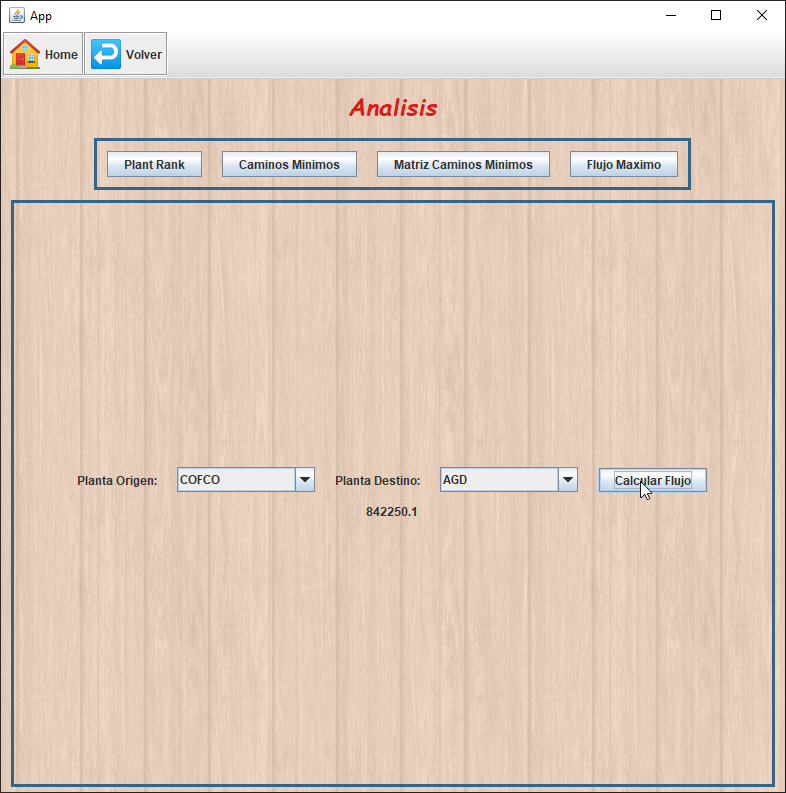 App
Home Volver
Analisis
Plant Rank Caminos Minimos Matriz Caminos Minimos Flujo Maximo
Planta Origen: COFCO Planta Destino: AGD Calcular Flujo
842250.1